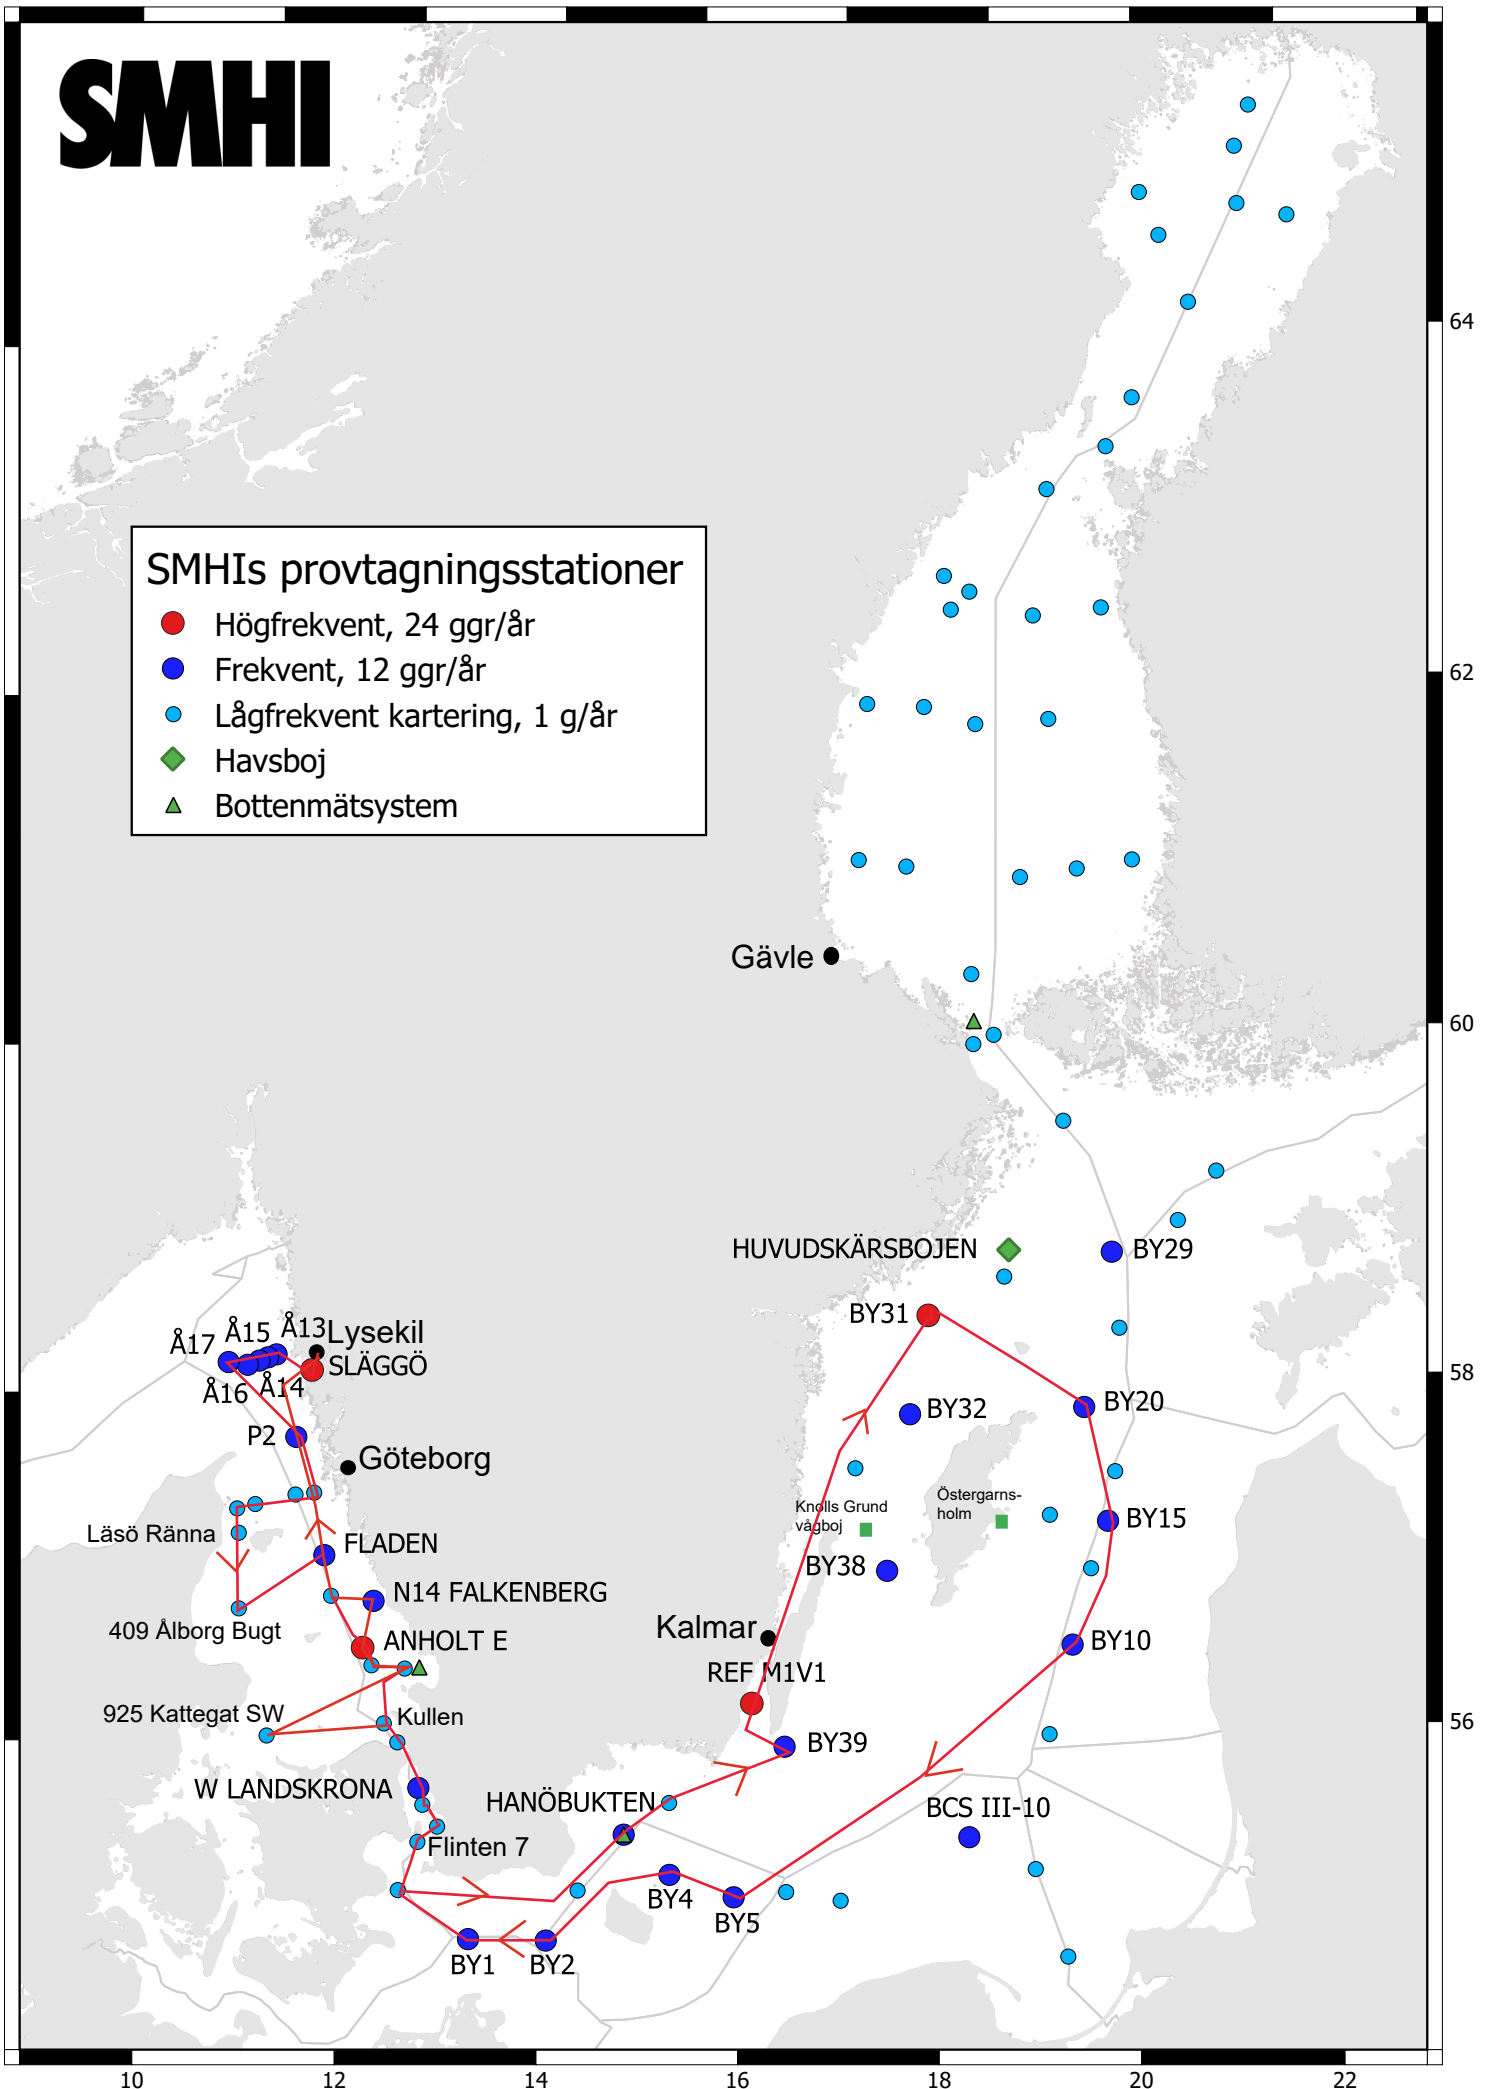 SMHI
64
SMHIs provtagningsstationer
Högfrekvent, 24 ggr/år
Frekvent, 12 ggr/år
Lågfrekvent kartering, 1 g/år
Havsboj
Bottenmätsystem
62
Gävle
60
HUVUDSKÄRSBOJEN
BY29
BY31
Å17
Å15
Å13
Lysekil
SLÄGGÖ
Å16
Å14
58
BY32
BY20
P2
Göteborg
Knolls Grund
vågboj
Östergarns-
holm
BY15
Läsö Ränna
FLADEN
BY38
N14 FALKENBERG
409 Ålborg Bugt
ANHOLT E
Kalmar
BY10
REF M1V1
925 Kattegat SW
Kullen
56
BY39
W LANDSKRONA
HANÖBUKTEN
BCS III-10
Flinten 7
BY4
BY5
BY1
BY2
10
12
14
16
18
20
22